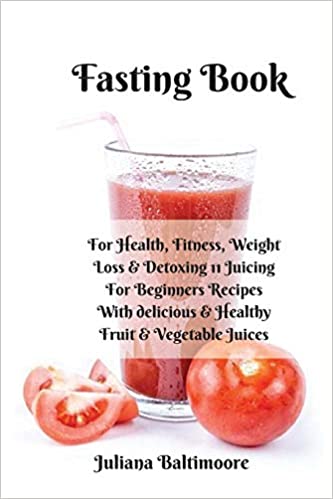 Fasting Book
For Health, Fitness, Weight
Loss & Detoxing 11 Juicing
For Beginners Recipes
With delicious & Healthy
Fruit & Vegetable Juices
Juliana Baltimoore